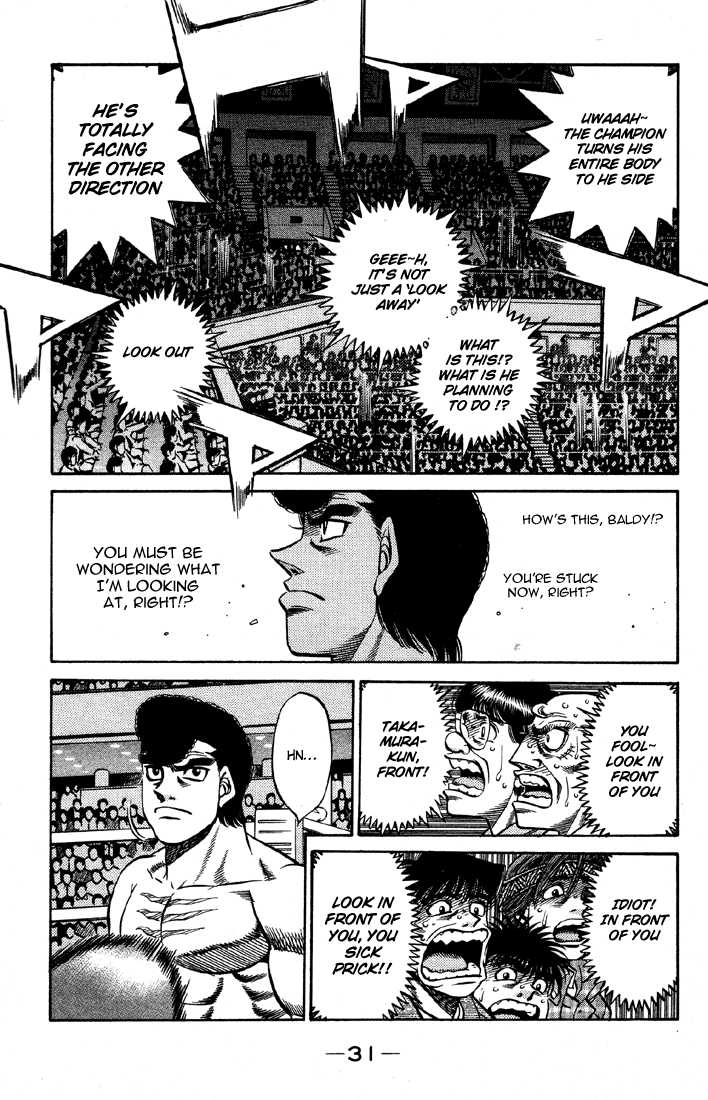 UWAAAH~
THE CHAMPION
TURNS HIS
ENTIRE BODY
TO HE SIDE
HE'S
TOTALLY
FACING
THE OTHER
DIRECTION
GEEE~H,
IT'S NOT
JUST A 'LOOK
AWAY'
WHAT
IS THIS!?
WHAT IS HE
PLANNING
TO DO !?
LOOK OUT
HOW'S THIS, BALDY!?
YOU'RE STUCK
NOW, RIGHT?
YOU MUST BE
WONDERING WHAT
I'M LOOKING
AT, RIGHT!?
YOU
FOOL~
LOOK IN
FRONT
OF YOU
TAKA-
MURA-
KUN,
FRONT!
HN...
IDIOT!
IN FRONT
OF YOU
LOOK IN
FRONT OF
YOU, YOU
SICK
PRICK!!
—31—